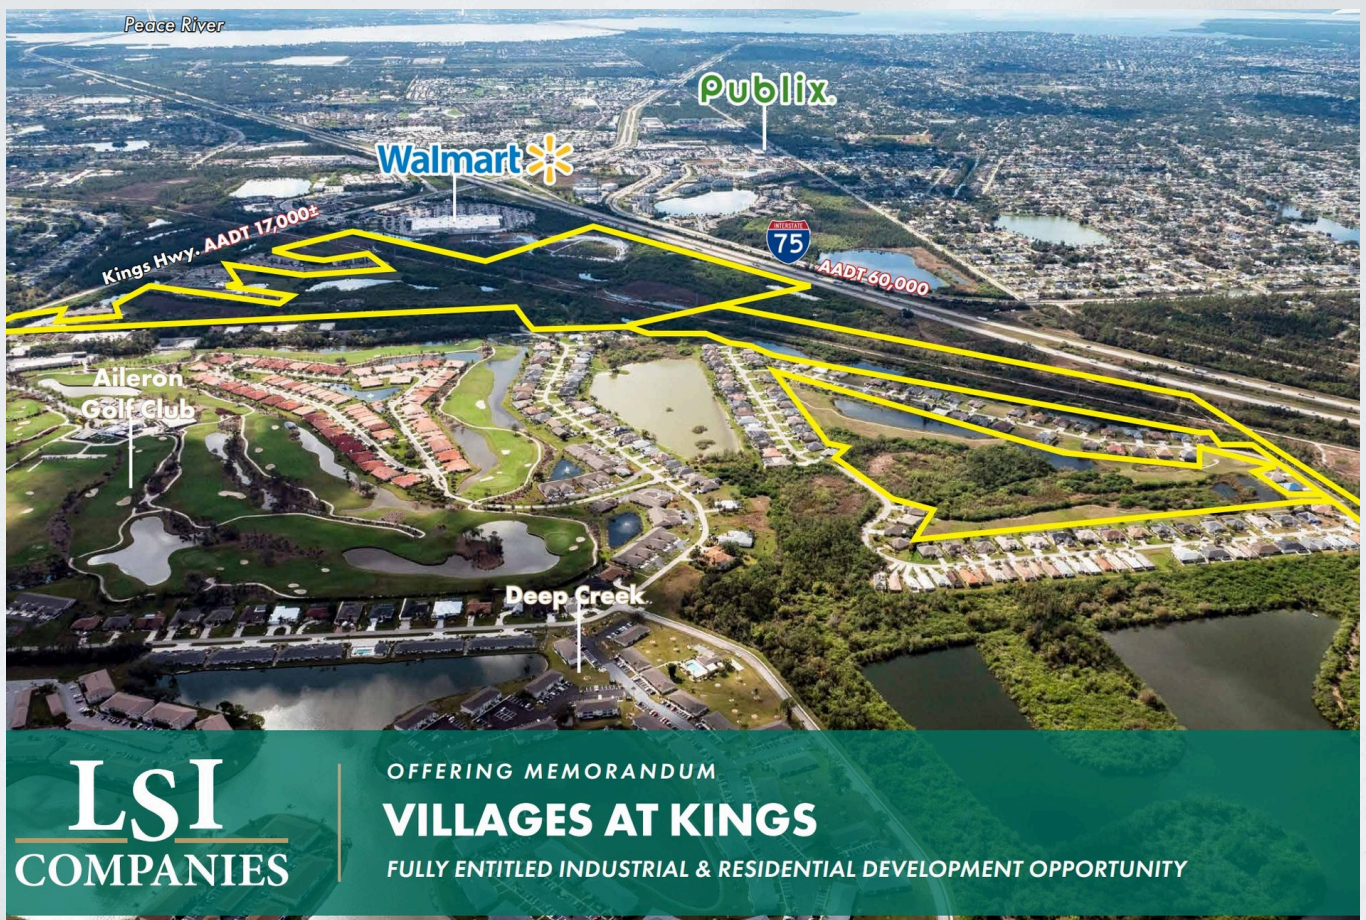 Peace River
Publix
Walmart
Kings Hwy. AADT 17,000±
INTERSTATE
75
AADT 60,000
Aileron
Golf Club
Deep Creek
LSI
COMPANIES
OFFERING MEMORANDUM
VILLAGES AT KINGS
FULLY ENTITLED INDUSTRIAL & RESIDENTIAL DEVELOPMENT OPPORTUNITY